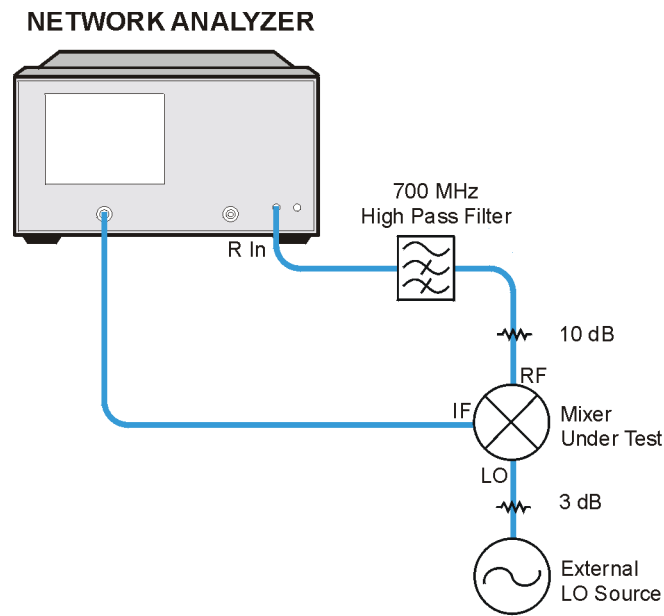 NETWORK ANALYZER
700 MHz
High Pass Filter
R In
10 dB
RF
IF
Mixer
Under Test
LO
3 dB
External
LO Source